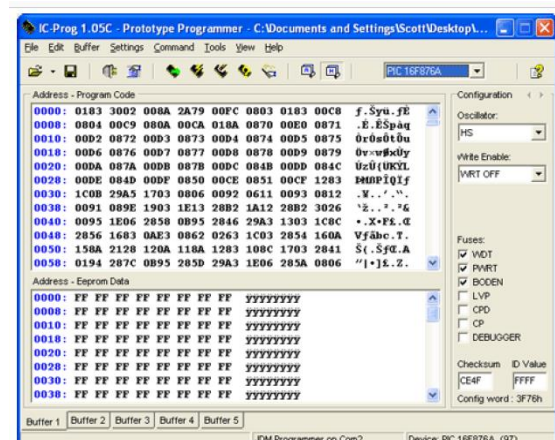 IC-Prog 1.05C - Prototype Programmer - C:\Documents and Settings\Scott\Desktop\...
File Edit Buffer Settings Command Tools View Help
PIC 16F876A
Address - Program Code
0000: 0183 3002 008A 2A79 00FC 0803 0183 00C8
0008: 0804 00C9 080A 00CA 018A 0870 00E0 0871
0010: 00D2 0872 00D3 0873 00D4 0874 00D5 0875
0018: 00D6 0876 00D7 0877 00D8 0878 00D9 0879
0020: 00DA 087A 00DB 087B 00DC 084B 00DD 084C
0028: 00DE 084D 00DF 0850 00CE 0851 00CF 1283
0030: 1C0B 29A5 1703 0806 0092 0611 0093 0812
0038: 0091 089E 1903 1E13 28B2 1A12 28B2 3026
0040: 0095 1E06 2858 0B95 2846 29A3 1303 1C8C
0048: 2856 1683 0AE3 0862 0263 1C03 2854 160A
0050: 158A 2128 120A 118A 1283 108C 1703 2841
0058: 0194 287C 0B95 285D 29A3 1E06 285A 0806
Address - Eeprom Data
0000: FF FF FF FF FF FF FF FF ÿÿÿÿÿÿÿÿ
0008: FF FF FF FF FF FF FF FF ÿÿÿÿÿÿÿÿ
0010: FF FF FF FF FF FF FF FF ÿÿÿÿÿÿÿÿ
0018: FF FF FF FF FF FF FF FF ÿÿÿÿÿÿÿÿ
0020: FF FF FF FF FF FF FF FF ÿÿÿÿÿÿÿÿ
0028: FF FF FF FF FF FF FF FF ÿÿÿÿÿÿÿÿ
0030: FF FF FF FF FF FF FF FF ÿÿÿÿÿÿÿÿ
0038: FF FF FF FF FF FF FF FF ÿÿÿÿÿÿÿÿ
Buffer 1 Buffer 2 Buffer 3 Buffer 4 Buffer 5
Configuration
Oscillator:
HS
Write Enable:
WRT OFF
Fuses:
WDT
PWRT
BODEN
LVP
CPD
CP
DEBUGGER
Checksum ID Value
CE4F FFFF
Config word : 3F76h
JDM Programmer on Com2 Device: PIC 16F876A (97)